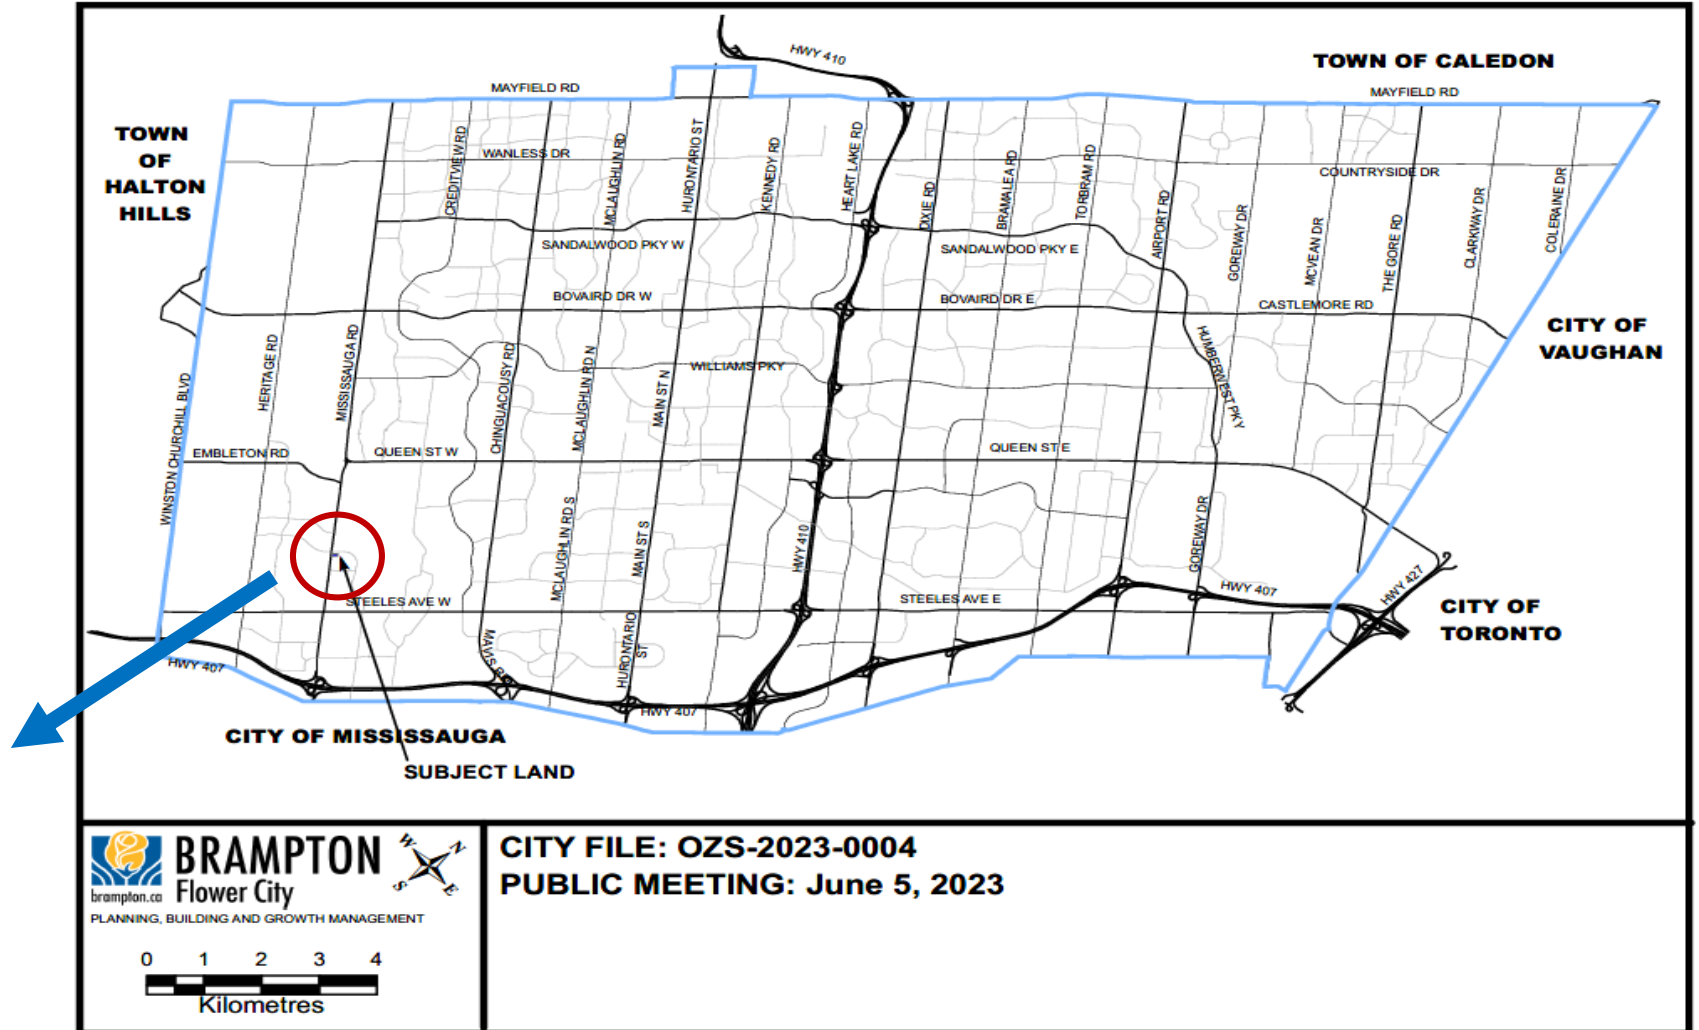 HWY 410
TOWN OF CALEDON
MAYFIELD RD
MAYFIELD RD
TOWN
OF
HALTON
HILLS
WANLESS DR
COUNTRYSIDE DR
CREDITVIEW RD
MCLAUGHLIN RD
HURONTARIO ST
KENNEDY RD
HEART LAKE RD
DIXIE RD
BRAMALEA RD
TORBRAM RD
AIRPORT RD
GOREWAY DR
MCVEAN DR
THE GORE RD
CLARKWAY DR
COLERAINE DR
SANDALWOOD PKY W
SANDALWOOD PKY E
BOVAIRD DR W
BOVAIRD DR E
CASTLEMORE RD
CITY OF
VAUGHAN
WINSTON CHURCHILL BLVD
HERITAGE RD
MISSISSAUGA RD
CHINGUACOUSY RD
MCLAUGHLIN RD N
MAIN ST N
WILLIAMS PKY
HUMBERWEST PKY
EMBLETON RD
QUEEN ST W
QUEEN ST E
MCLAUGHLIN RD S
MAIN ST S
HWY 410
GOREWAY DR
STEELES AVE W
STEELES AVE E
HWY 407
HWY 427
CITY OF
TORONTO
HURONTARIO
ST
HWY 407
HWY 407
CITY OF MISSISSAUGA
SUBJECT LAND
BRAMPTON
Flower City
brampton.ca
PLANNING, BUILDING AND GROWTH MANAGEMENT
W
N
S
E
0 1 2 3 4
Kilometres
CITY FILE: OZS-2023-0004
PUBLIC MEETING: June 5, 2023